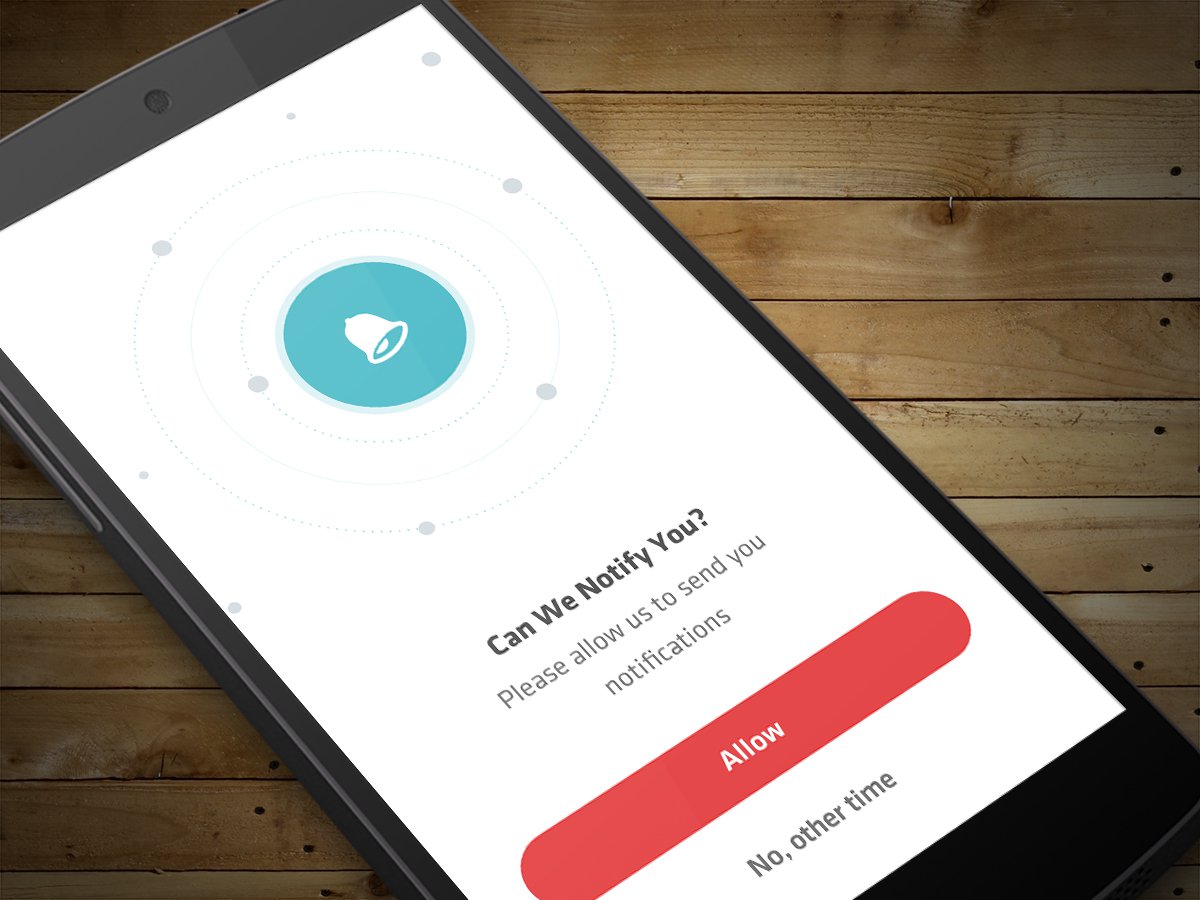 Can We Notify You?
Please allow us to send you
notifications
Allow
No, other time